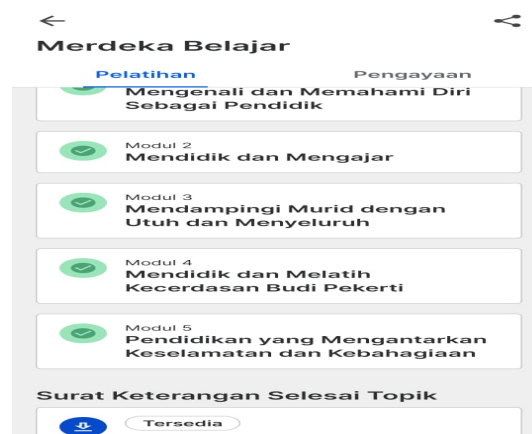 Merdeka Belajar
Pelatihan
Pengayaan
Mengenali dan Memahami Diri
Sebagai Pendidik
Modul 2
Mendidik dan Mengajar
Modul 3
Mendampingi Murid dengan
Utuh dan Menyeluruh
Modul 4
Mendidik dan Melatih
Kecerdasan Budi Pekerti
Modul 5
Pendidikan yang Mengantarkan
Keselamatan dan Kebahagiaan
Surat Keterangan Selesai Topik
Tersedia